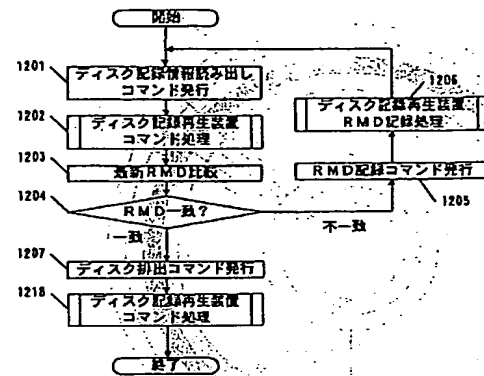 開始
1201
ディスク記録情報読み出し
コマンド発行
1202
ディスク記録再生装置
コマンド処理
1203
最新RMD比較
1204
RMD一致?
一致
不一致
1205
RMD記録コマンド発行
1206
ディスク記録再生装置
RMD記録処理
1207
ディスク排出コマンド発行
1218
ディスク記録再生装置
コマンド処理
終了